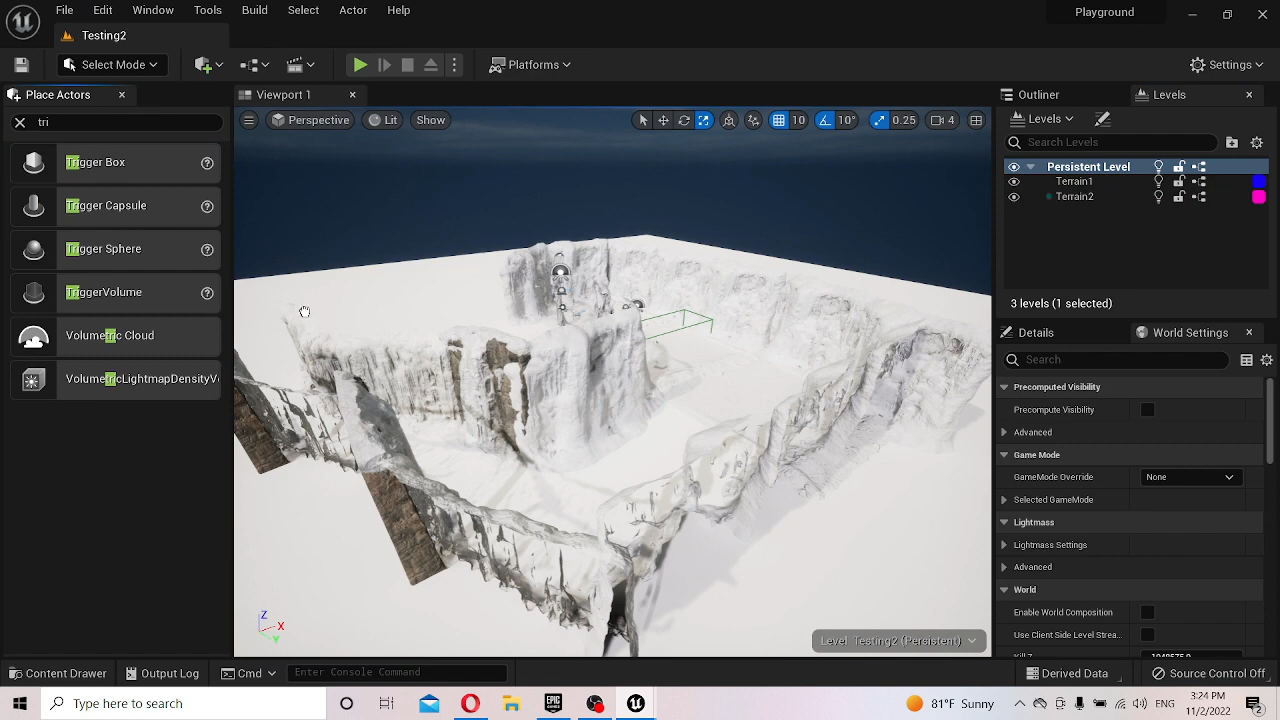 File Edit Window Tools Build Select Actor Help
Playground
Testing2
Select Mode
Platforms
Settings
Place Actors
Viewport 1
Outliner
Levels
tri
Perspective
Lit
Show
10
10°
0.25
4
Levels
Search Levels
Trigger Box
Persistent Level
Terrain1
Terrain2
Trigger Capsule
Trigger Sphere
TriggerVolume
3 levels (1 selected)
Volumetric Cloud
Details
World Settings
Search
VolumetricLightmapDensityV
Precomputed Visibility
Precompute Visibility
Advanced
Game Mode
GameMode Override
None
Selected GameMode
Lightmass
Lightmass Settings
Advanced
World
Enable World Composition
Use Client Side Level Strea...
Z
X
Y
Level Testing2 (Persistent)
Content Drawer
Output Log
Cmd
Enter Console Command
Derived Data
Source Control Off
Type here to search
EPIC GAMES
81°F Sunny
ENG
3:24 PM
11/2/2022
2